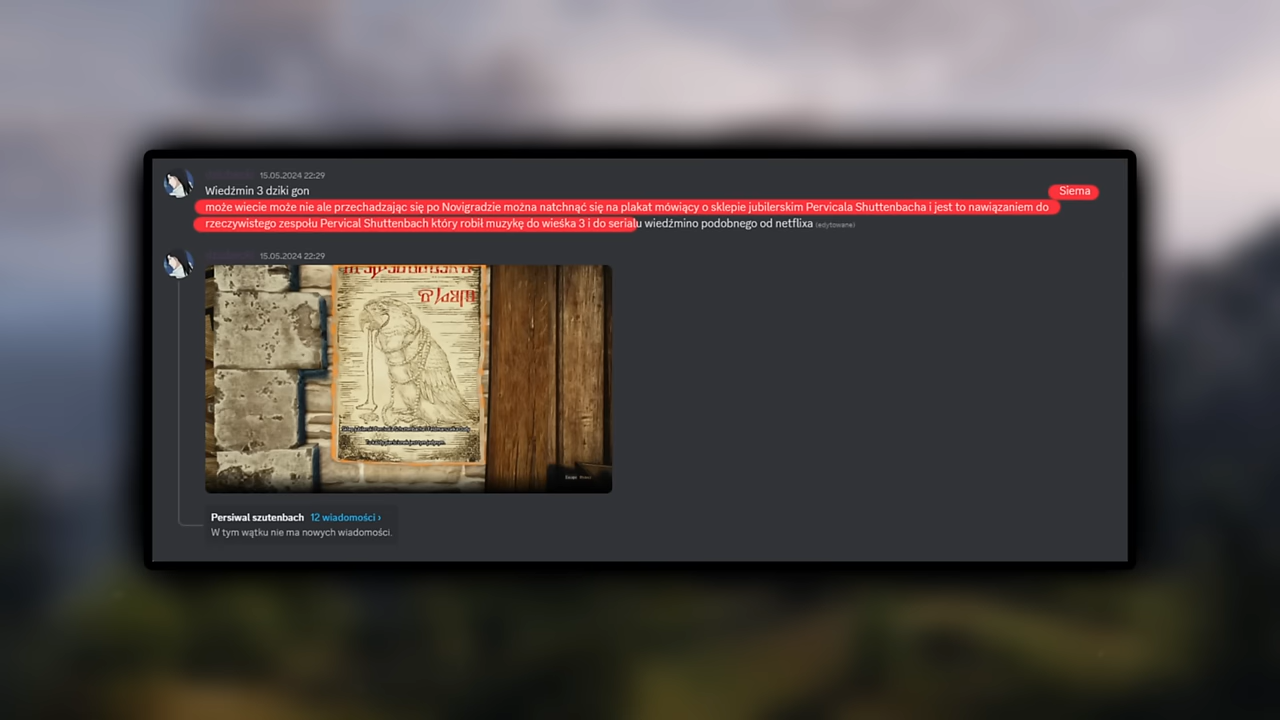 15.05.2024 22:29
Wiedźmin 3 dziki gon
Siema
może wiecie może nie ale przechadzając się po Novigradzie można natchnąć się na plakat mówiący o sklepie jubilerskim Pervicala Shuttenbacha i jest to nawiązaniem do
rzeczywistego zespołu Pervical Shuttenbach który robił muzykę do wieśka 3 i do serialu wiedźmino podobnego od netflixa (edytowane)
15.05.2024 22:29
Persiwal szutenbach 12 wiadomości ›
W tym wątku nie ma nowych wiadomości.